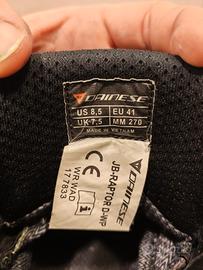 DAINESE
US 8,5 EU 41
UK 7,5 MM 270
MADE IN VIETNAM
DAINESE
JB-RAPTOR D-WP
CE i
WR WAD
177833